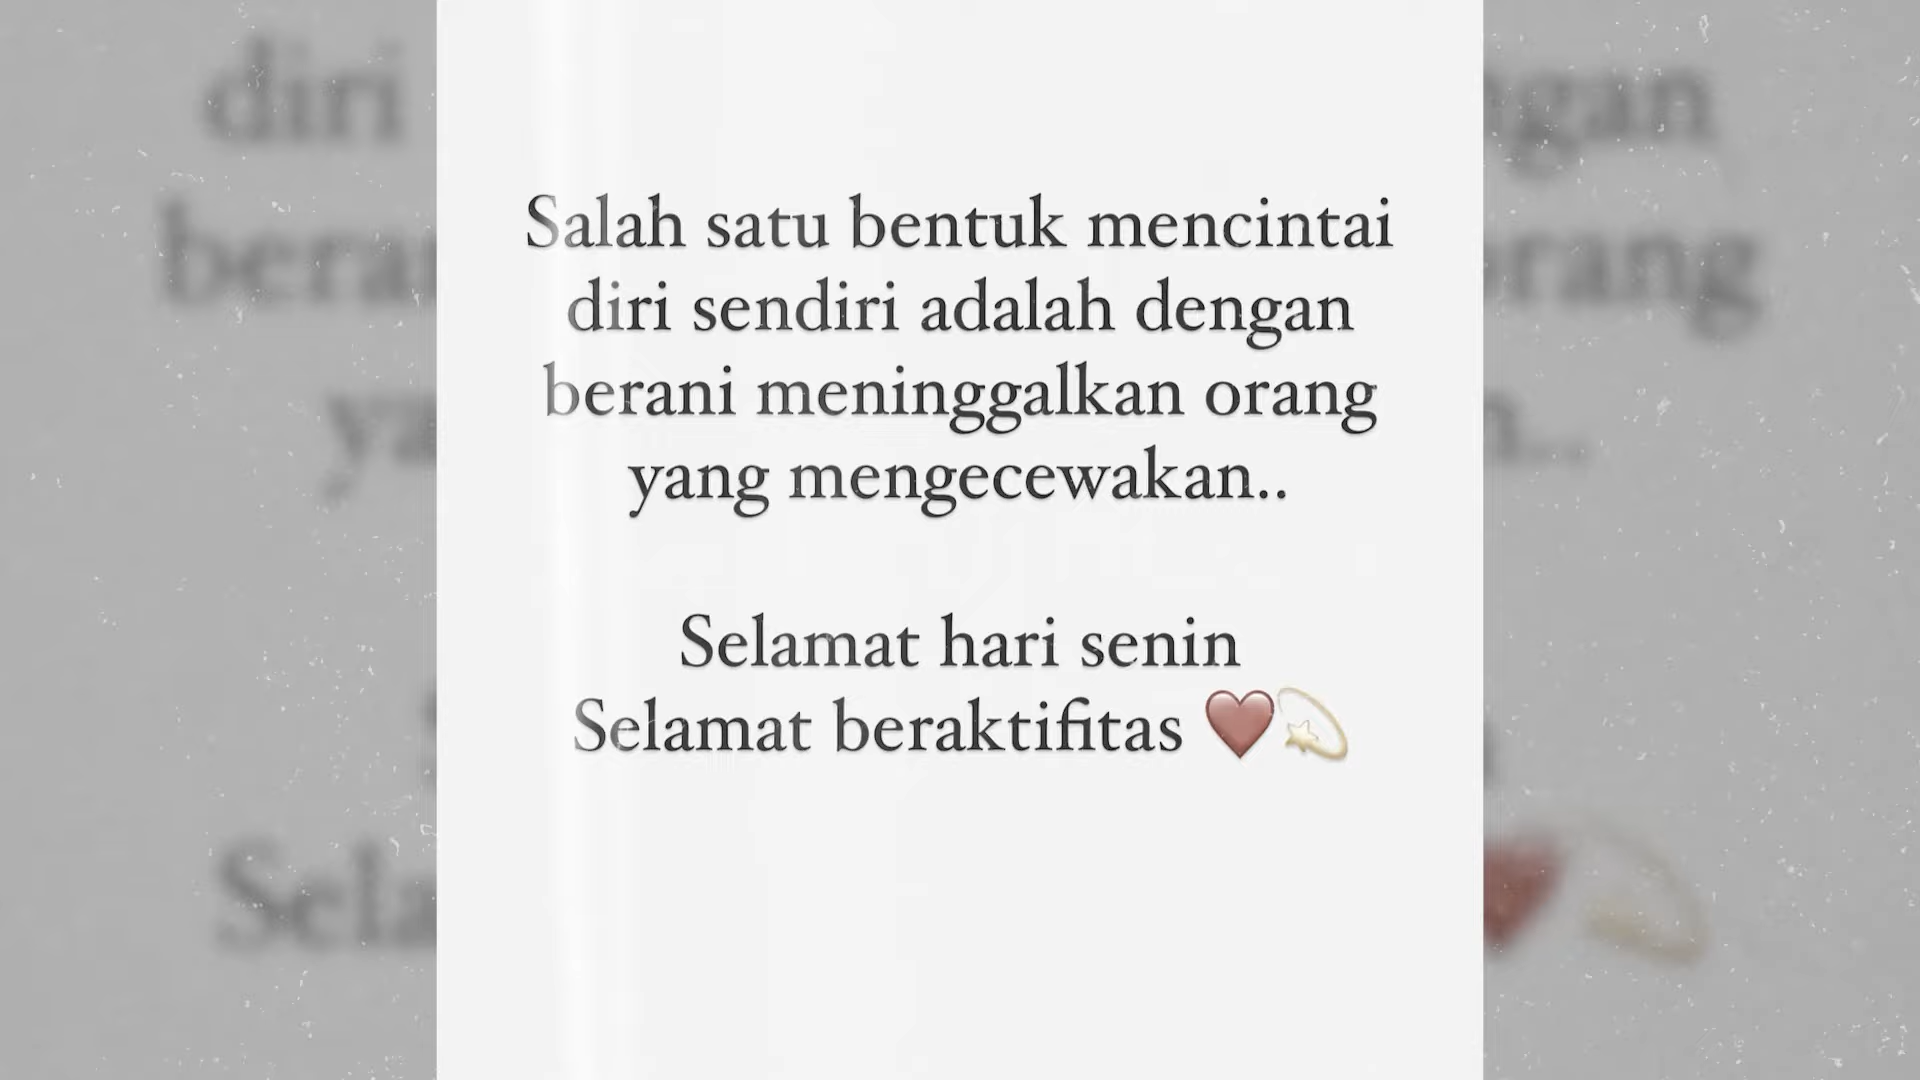 Salah satu bentuk mencintai
diri sendiri adalah dengan
berani meninggalkan orang
yang mengecewakan..
Selamat hari senin
Selamat beraktifitas ❤️💫